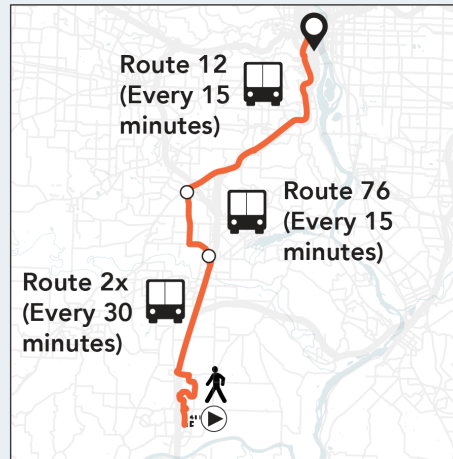 Route 12
(Every 15
minutes)
Route 76
(Every 15
minutes)
Route 2x
(Every 30
minutes)